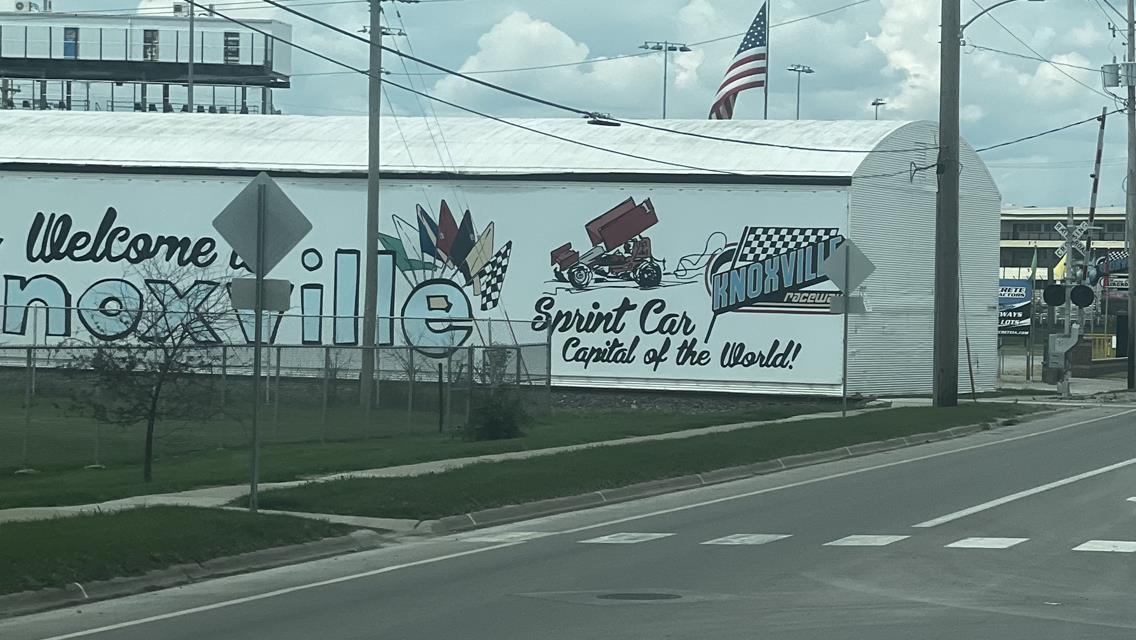 Welcome
noxville
Sprint Car
Capital of the World!
KNOXVILLE
raceway